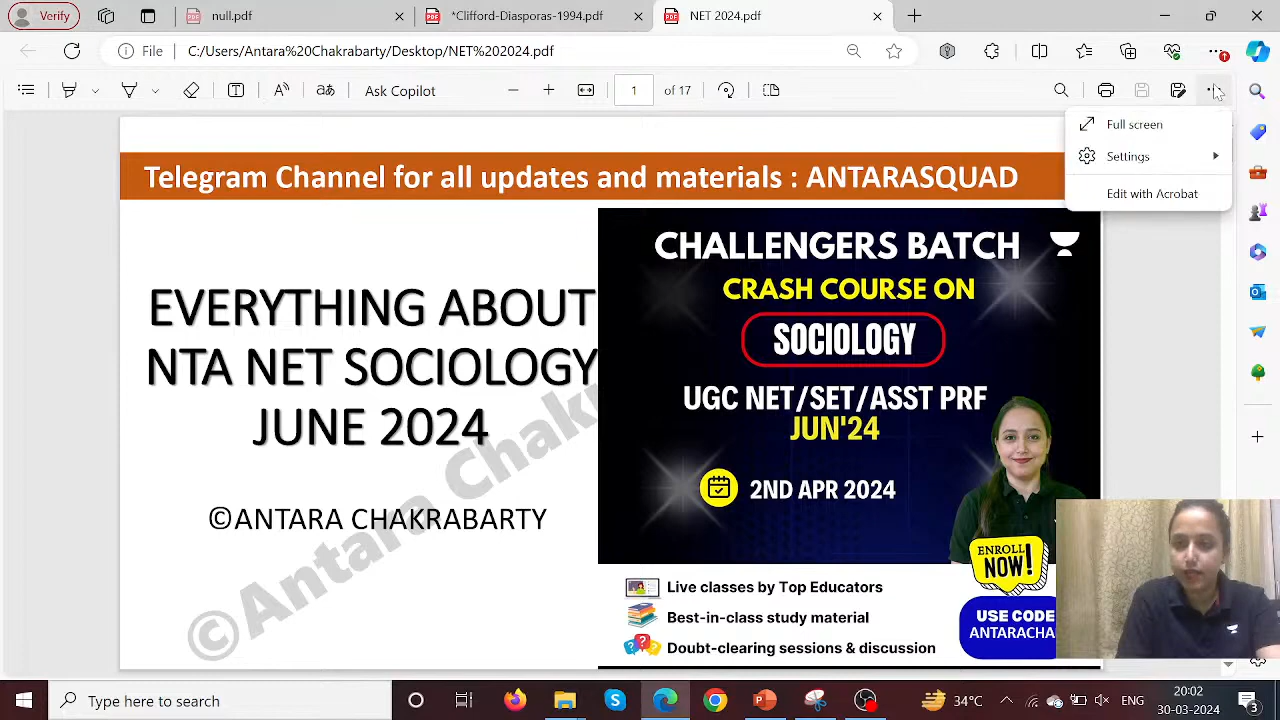 Verify
null.pdf
*Clifford-Diasporas-1994.pdf
NET 2024.pdf
File
C:/Users/Antara%20Chakrabarty/Desktop/NET%202024.pdf
Ask Copilot
1
of 17
Full screen
Settings
Edit with Acrobat
Telegram Channel for all updates and materials : ANTARASQUAD
EVERYTHING ABOUT
NTA NET SOCIOLOGY
JUNE 2024
©ANTARA CHAKRABARTY
©Antara Chakr
CHALLENGERS BATCH
CRASH COURSE ON
SOCIOLOGY
UGC NET/SET/ASST PRF
JUN'24
2ND APR 2024
ENROLL
NOW!
Live classes by Top Educators
Best-in-class study material
Doubt-clearing sessions & discussion
USE CODE
ANTARACHA
Type here to search
34°C
ENG
20:02
30-03-2024
3